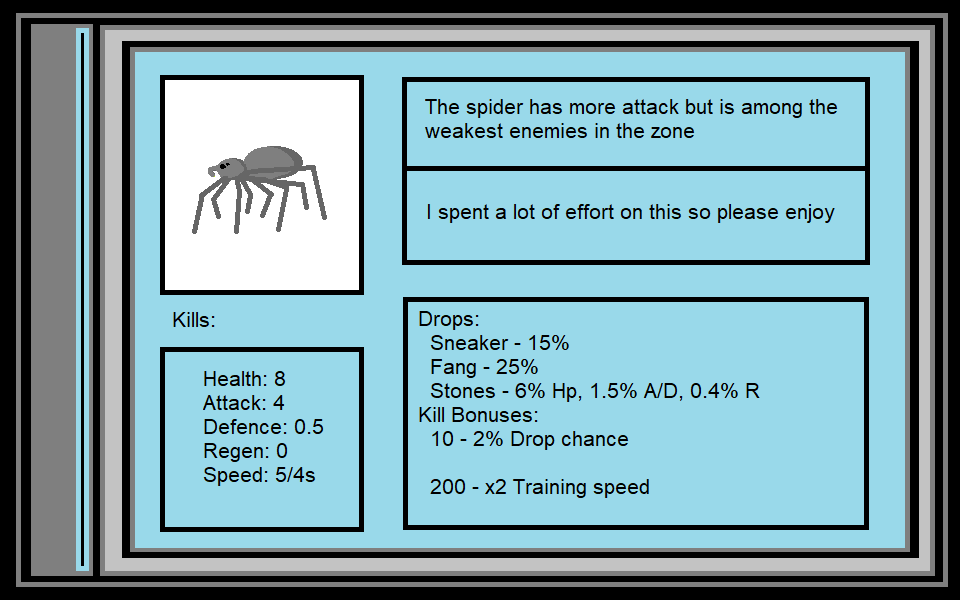 The spider has more attack but is among the
weakest enemies in the zone
I spent a lot of effort on this so please enjoy
Kills:
Health: 8
Attack: 4
Defence: 0.5
Regen: 0
Speed: 5/4s
Drops:
Sneaker - 15%
Fang - 25%
Stones - 6% Hp, 1.5% A/D, 0.4% R
Kill Bonuses:
10 - 2% Drop chance
200 - x2 Training speed